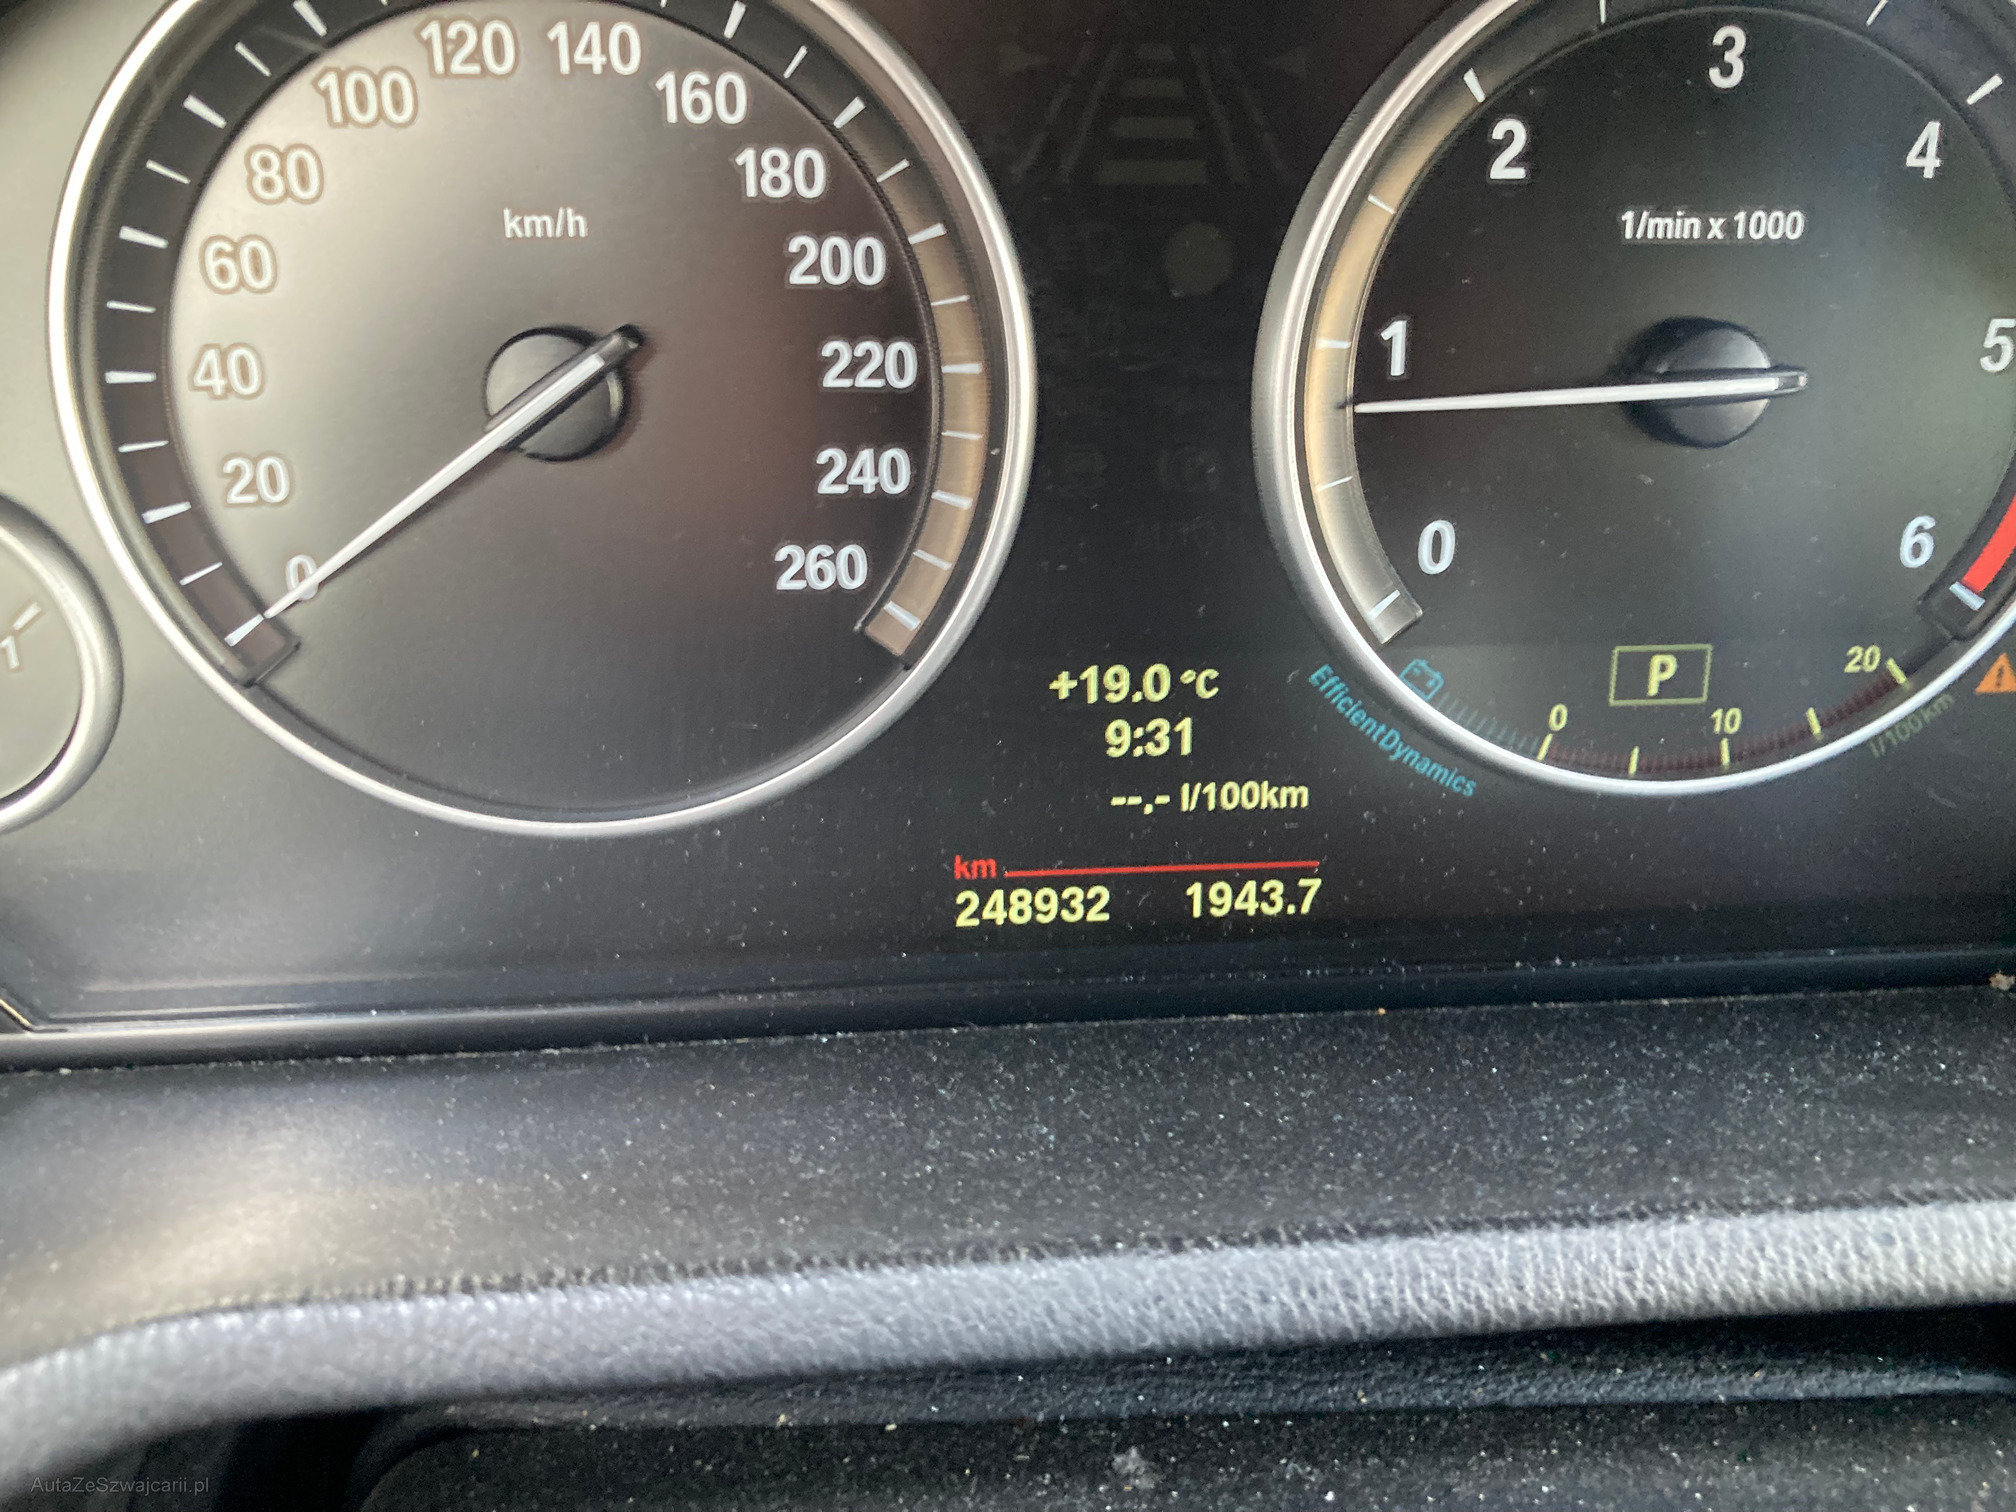 120 140
100 160
80 180
km/h
60 200
40 220
20 240
0 260
3
2 4
1/min x 1000
1 5
0 6
+19.0 °C
9:31
--,- l/100km
km
248932 1943.7
EfficientDynamics
P
0 10 20
l/100km
1
AutaZeSzwajcarii.pl